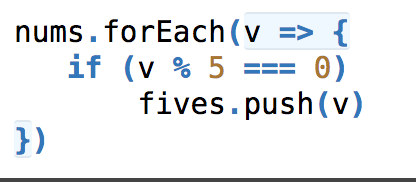 nums.forEach(v => {
   if (v % 5 === 0)
       fives.push(v)
})